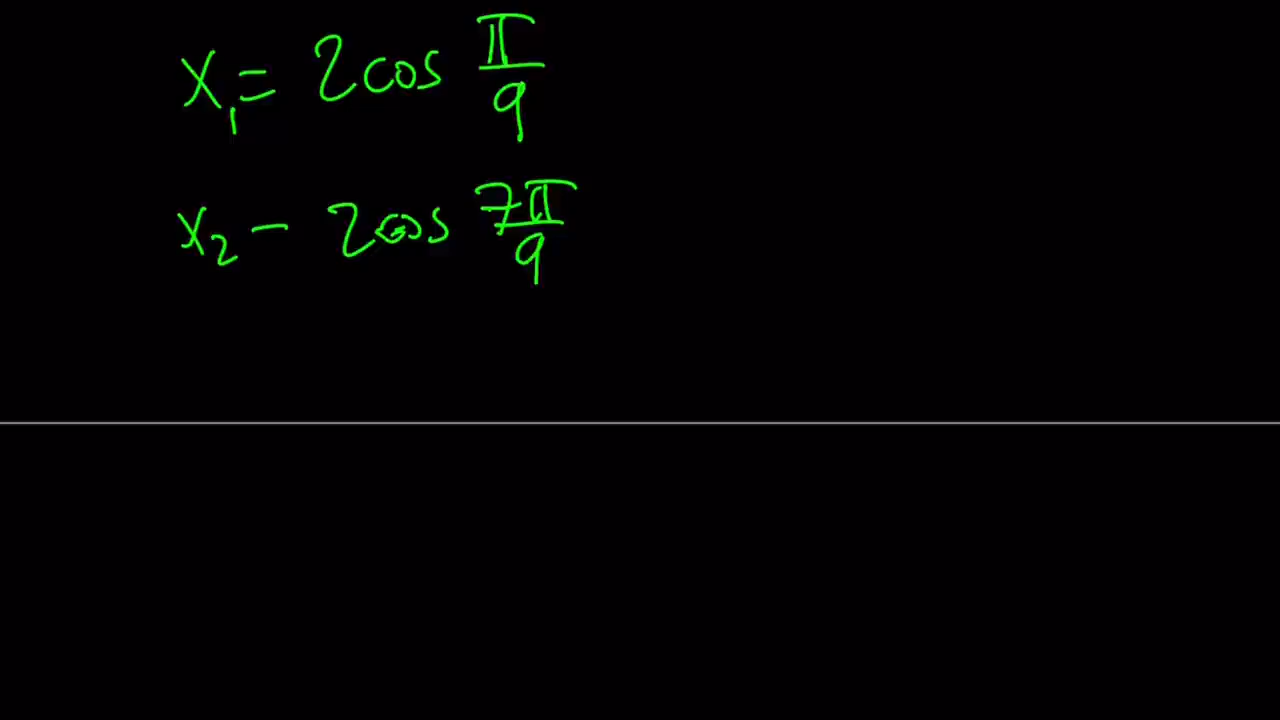 x₁ = 2cos π/9
x₂ - 2cos 7π/9